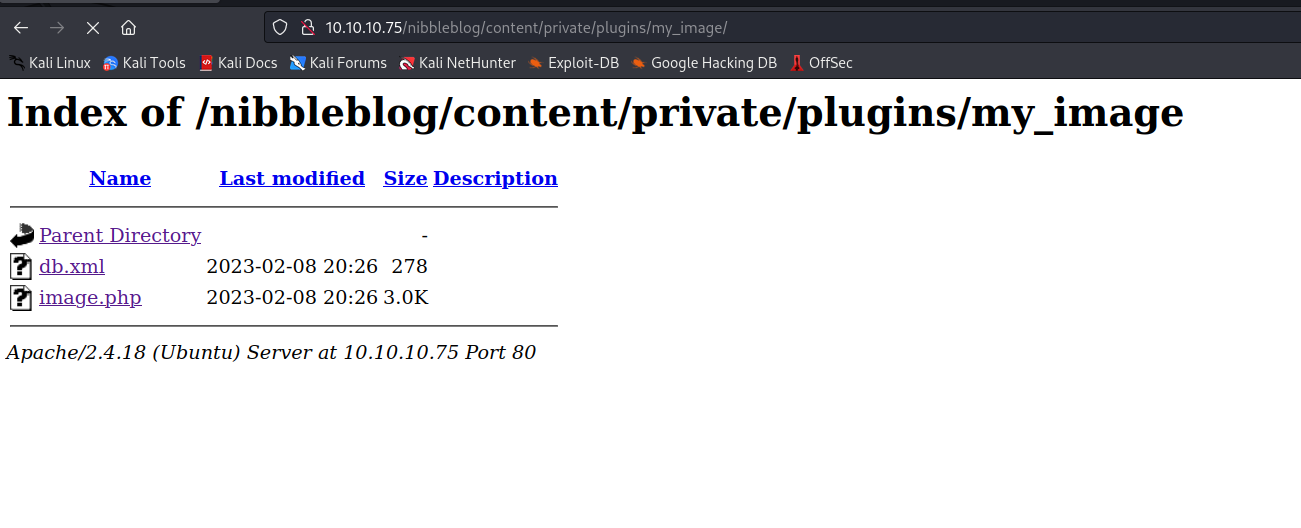 10.10.10.75/nibbleblog/content/private/plugins/my_image/
Kali Linux Kali Tools Kali Docs Kali Forums Kali NetHunter Exploit-DB Google Hacking DB OffSec
Index of /nibbleblog/content/private/plugins/my_image
Name Last modified Size Description
Parent Directory -
db.xml 2023-02-08 20:26 278
image.php 2023-02-08 20:26 3.0K
Apache/2.4.18 (Ubuntu) Server at 10.10.10.75 Port 80